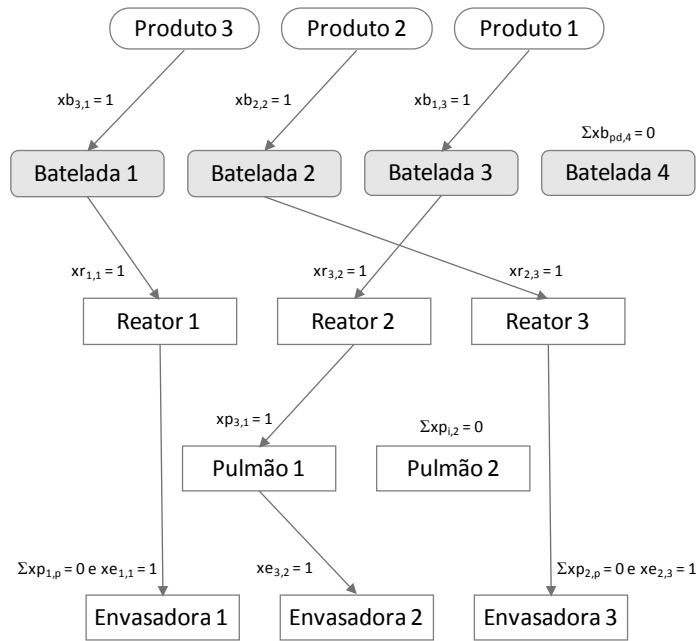 Produto 3 Produto 2 Produto 1
xb3,1 = 1 xb2,2 = 1 xb1,3 = 1
Σxbpd,4 = 0
Batelada 1 Batelada 2 Batelada 3 Batelada 4
xr1,1 = 1 xr3,2 = 1 xr2,3 = 1
Reator 1 Reator 2 Reator 3
xp3,1 = 1 Σxpi,2 = 0
Pulmão 1 Pulmão 2
Σxp1,p = 0 e xe1,1 = 1 xe3,2 = 1 Σxp2,p = 0 e xe2,3 = 1
Envasadora 1 Envasadora 2 Envasadora 3